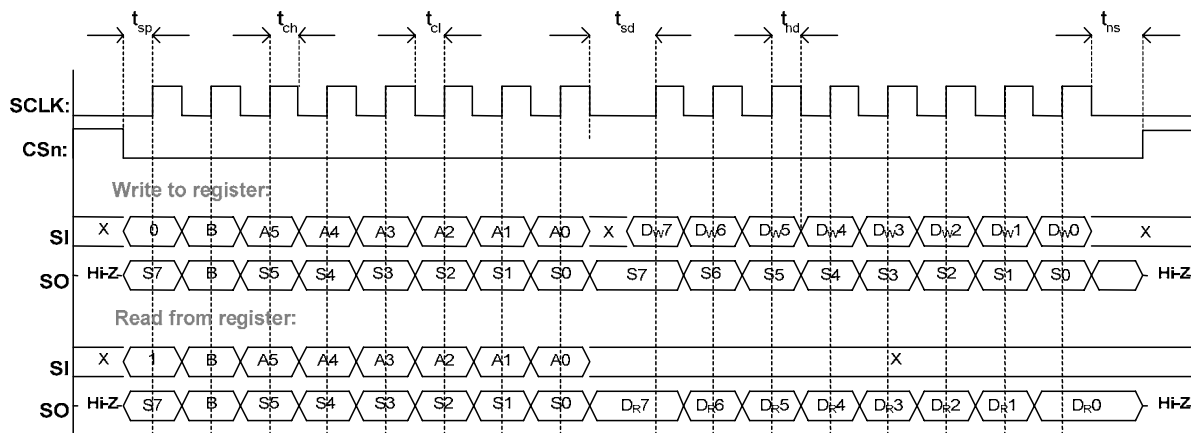 tsp tch tcl tsd thd tns
SCLK:
CSn:
Write to register:
SI X 0 B A5 A4 A3 A2 A1 A0 X DW7 DW6 DW5 DW4 DW3 DW2 DW1 DW0 X
SO Hi-Z S7 B S5 S4 S3 S2 S1 S0 S7 S6 S5 S4 S3 S2 S1 S0 Hi-Z
Read from register:
SI X 1 B A5 A4 A3 A2 A1 A0 X
SO Hi-Z S7 B S5 S4 S3 S2 S1 S0 DR7 DR6 DR5 DR4 DR3 DR2 DR1 DR0 Hi-Z